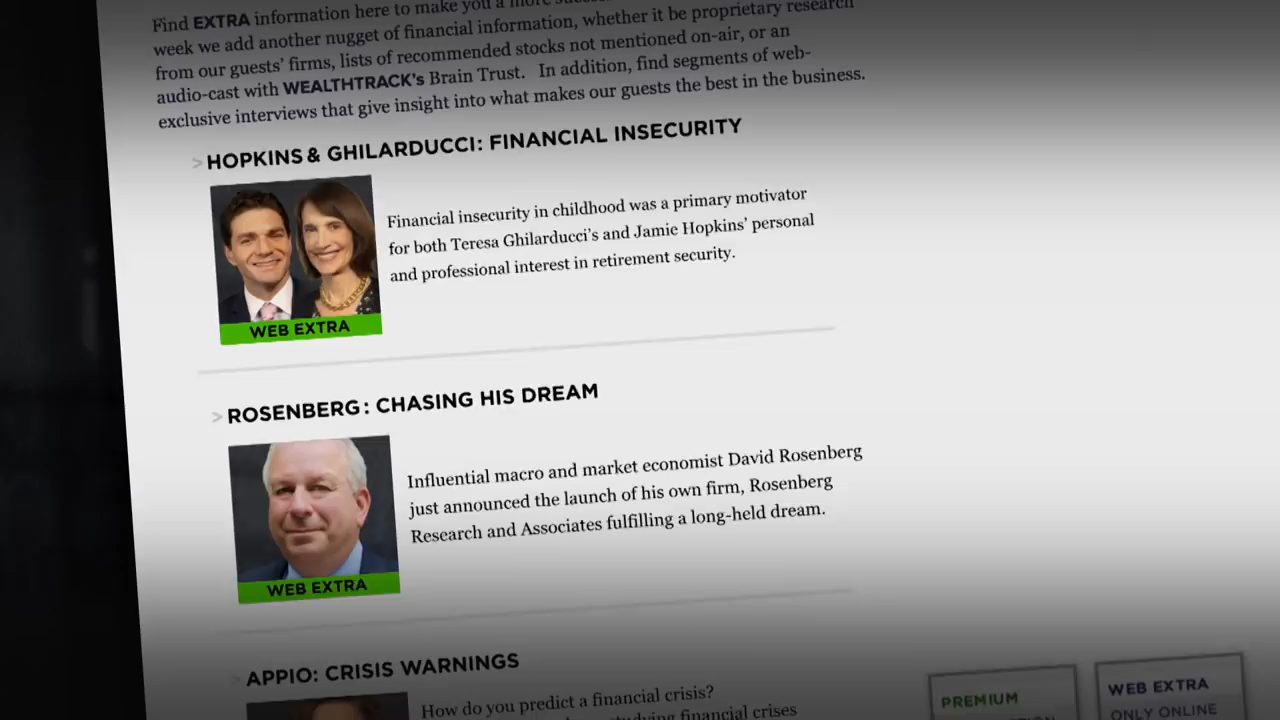 Find EXTRA information here to make you a more
week we add another nugget of financial information, whether it be proprietary research
from our guests' firms, lists of recommended stocks not mentioned on-air, or an
audio-cast with WEALTHTRACK's Brain Trust. In addition, find segments of web-
exclusive interviews that give insight into what makes our guests the best in the business.
> HOPKINS & GHILARDUCCI: FINANCIAL INSECURITY
Financial insecurity in childhood was a primary motivator
for both Teresa Ghilarducci's and Jamie Hopkins' personal
and professional interest in retirement security.
WEB EXTRA
> ROSENBERG: CHASING HIS DREAM
Influential macro and market economist David Rosenberg
just announced the launch of his own firm, Rosenberg
Research and Associates fulfilling a long-held dream.
WEB EXTRA
> APPIO: CRISIS WARNINGS
How do you predict a financial crisis?
studying financial crises
PREMIUM
WEB EXTRA
ONLY ONLINE